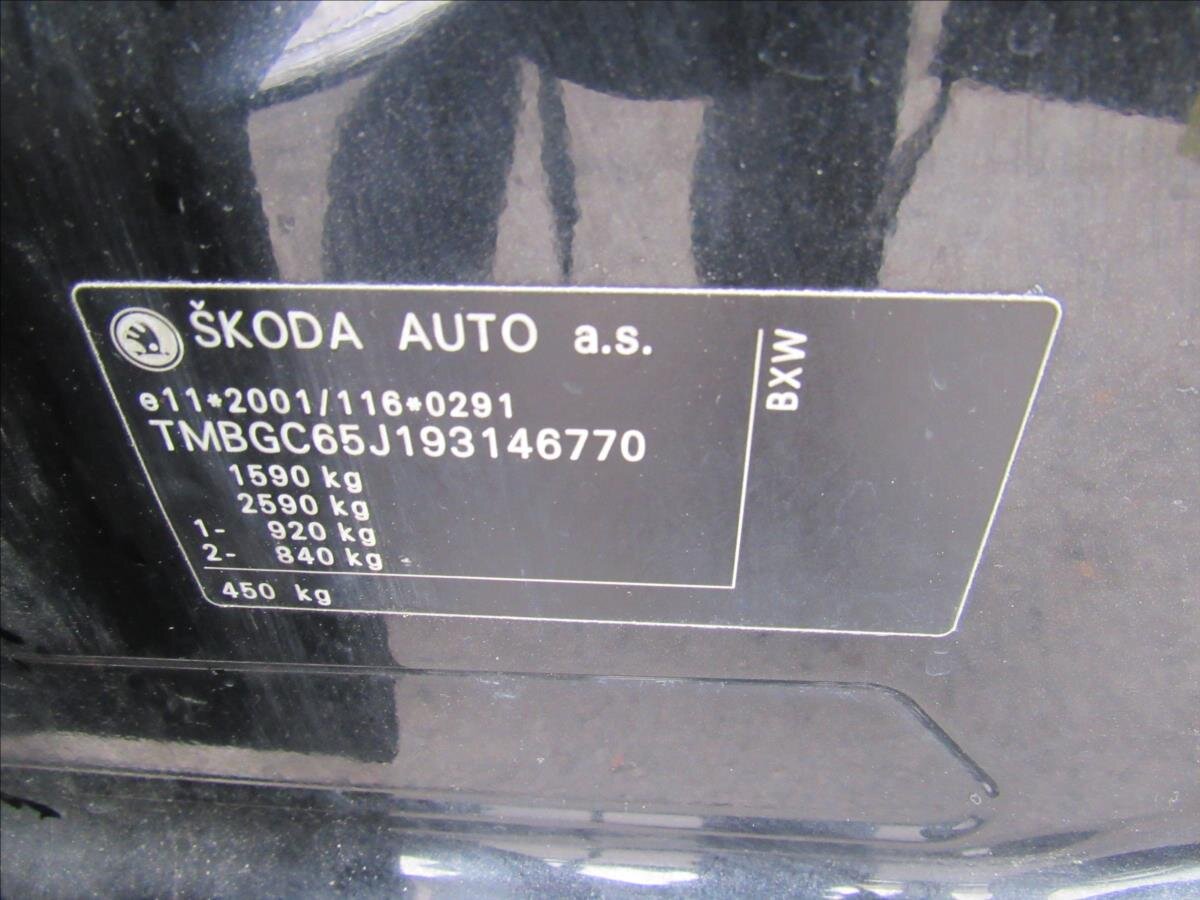 ŠKODA AUTO a.s.
e11*2001/116*0291
TMBGC65J193146770
1590 kg
2590 kg
1- 920 kg
2- 840 kg
450 kg
BXW